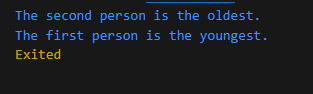 The second person is the oldest.
The first person is the youngest.
Exited